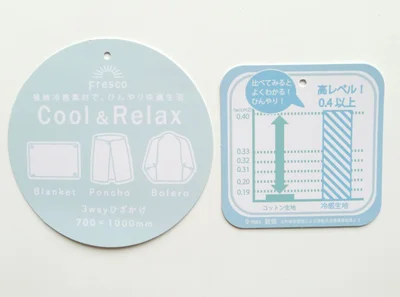 Fresco
接触冷感素材で、ひんやり快適生活
Cool & Relax
Blanket Poncho Bolero
3wayひざかけ
700×1000mm
比べてみると
よくわかる!
ひんやり!
高レベル!
0.4以上
0.40
0.33
0.32
0.25
0.20
0.19
コットン生地 冷感生地